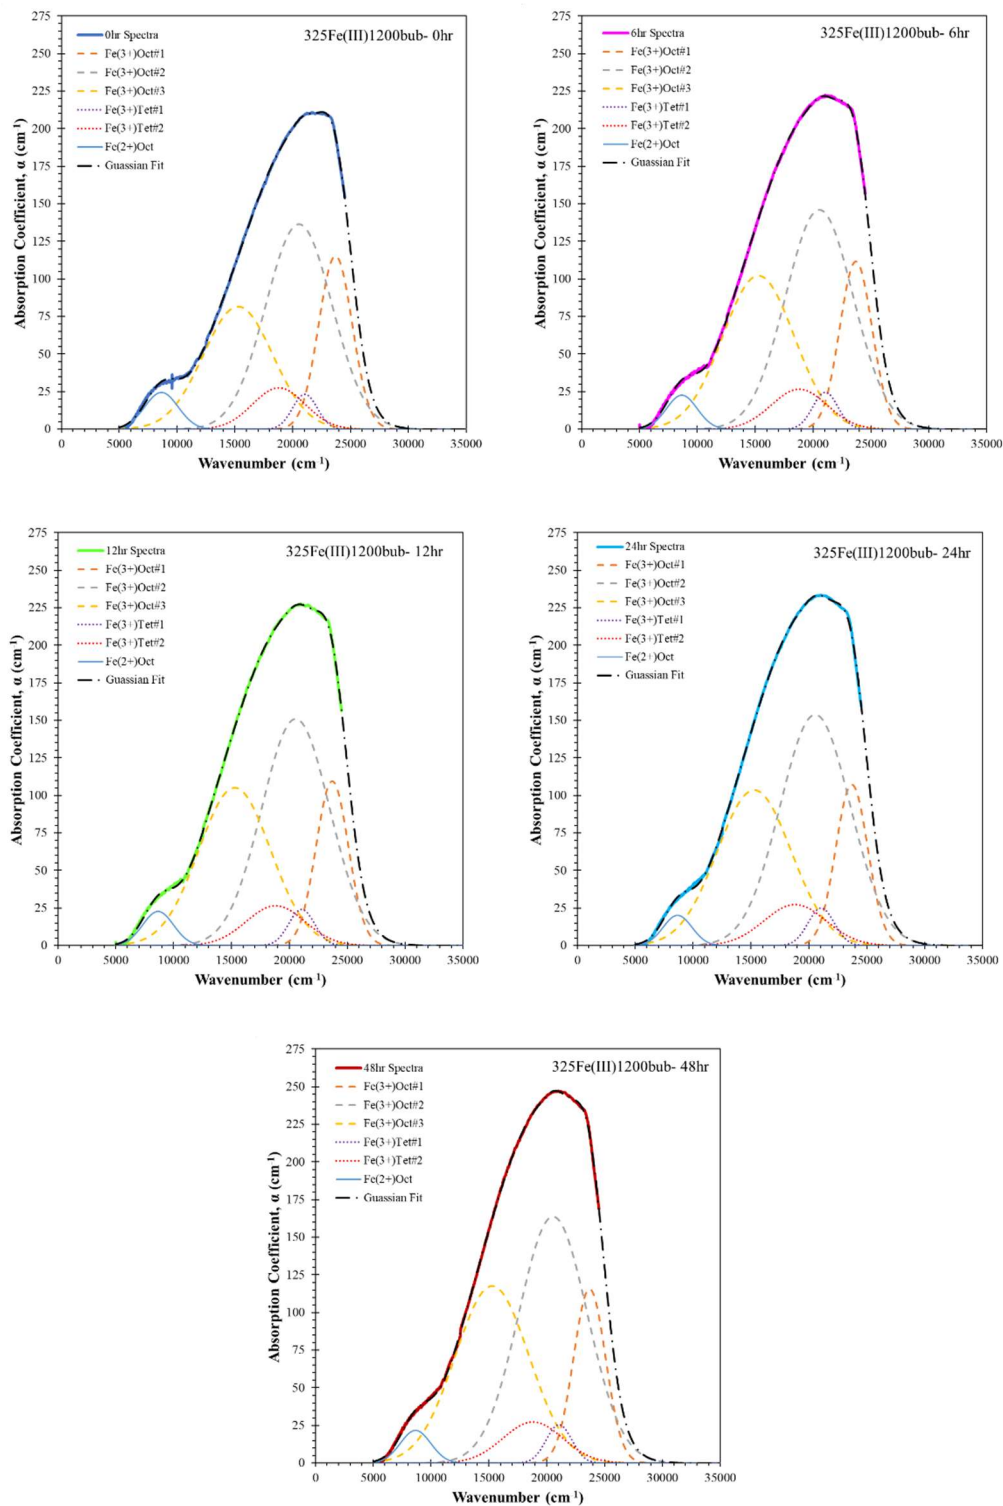 325Fe(III)1200bub- 0hr
0hr Spectra
Fe(3+)Oct#1
Fe(3+)Oct#2
Fe(3+)Oct#3
Fe(3+)Tet#1
Fe(3+)Tet#2
Fe(2+)Oct
Guassian Fit
Absorption Coefficient, α (cm-1)
275
250
225
200
175
150
125
100
75
50
25
0
0 5000 10000 15000 20000 25000 30000 35000
Wavenumber (cm-1)
325Fe(III)1200bub- 6hr
6hr Spectra
Fe(3+)Oct#1
Fe(3+)Oct#2
Fe(3+)Oct#3
Fe(3+)Tet#1
Fe(3+)Tet#2
Fe(2+)Oct
Guassian Fit
Absorption Coefficient, α (cm-1)
275
250
225
200
175
150
125
100
75
50
25
0
0 5000 10000 15000 20000 25000 30000 35000
Wavenumber (cm-1)
325Fe(III)1200bub- 12hr
12hr Spectra
Fe(3+)Oct#1
Fe(3+)Oct#2
Fe(3+)Oct#3
Fe(3+)Tet#1
Fe(3+)Tet#2
Fe(2+)Oct
Guassian Fit
Absorption Coefficient, α (cm-1)
275
250
225
200
175
150
125
100
75
50
25
0
0 5000 10000 15000 20000 25000 30000 35000
Wavenumber (cm-1)
325Fe(III)1200bub- 24hr
24hr Spectra
Fe(3+)Oct#1
Fe(3+)Oct#2
Fe(3+)Oct#3
Fe(3+)Tet#1
Fe(3+)Tet#2
Fe(2+)Oct
Guassian Fit
Absorption Coefficient, α (cm-1)
275
250
225
200
175
150
125
100
75
50
25
0
0 5000 10000 15000 20000 25000 30000 35000
Wavenumber (cm-1)
325Fe(III)1200bub- 48hr
48hr Spectra
Fe(3+)Oct#1
Fe(3+)Oct#2
Fe(3+)Oct#3
Fe(3+)Tet#1
Fe(3+)Tet#2
Fe(2+)Oct
Guassian Fit
Absorption Coefficient, α (cm-1)
275
250
225
200
175
150
125
100
75
50
25
0
0 5000 10000 15000 20000 25000 30000 35000
Wavenumber (cm-1)